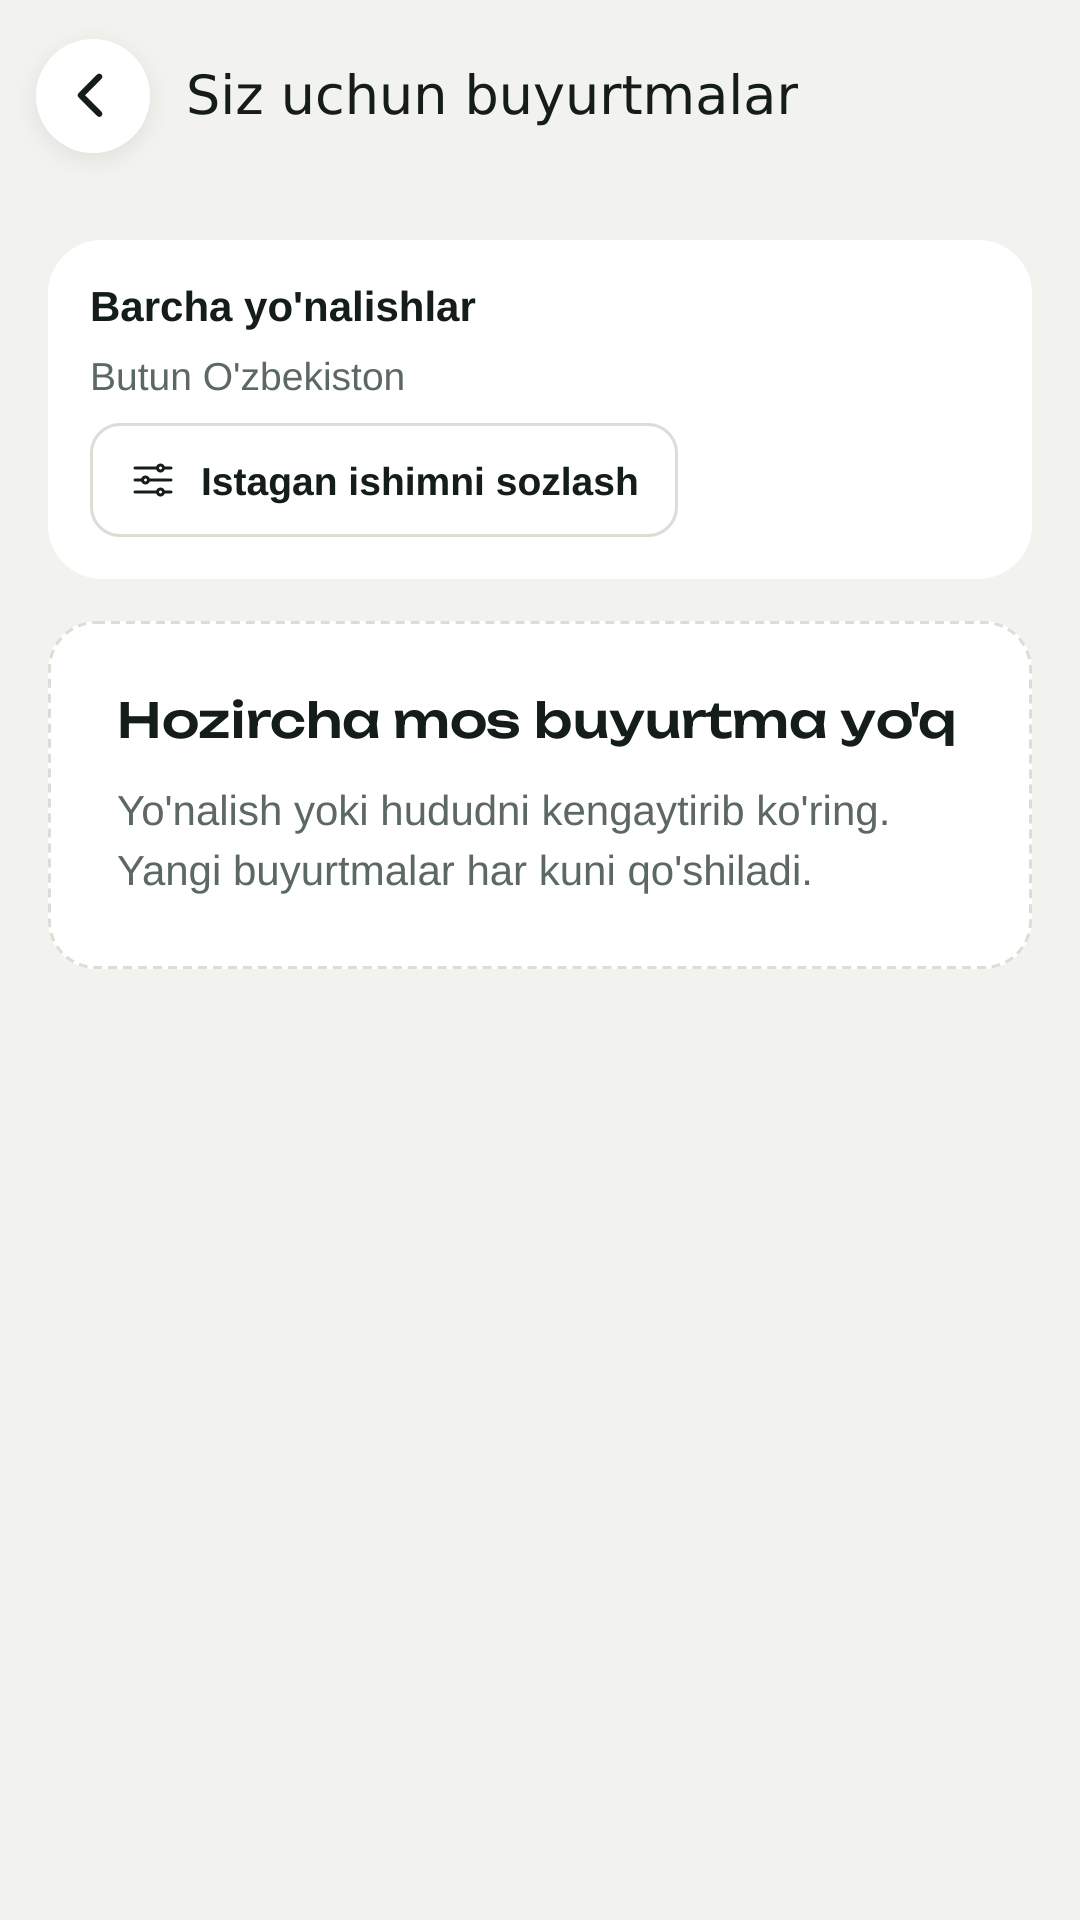 Siz uchun buyurtmalar
Barcha yo'nalishlar
Butun O'zbekiston
Istagan ishimni sozlash
Hozircha mos buyurtma yo'q
Yo'nalish yoki hududni kengaytirib ko'ring.
Yangi buyurtmalar har kuni qo'shiladi.